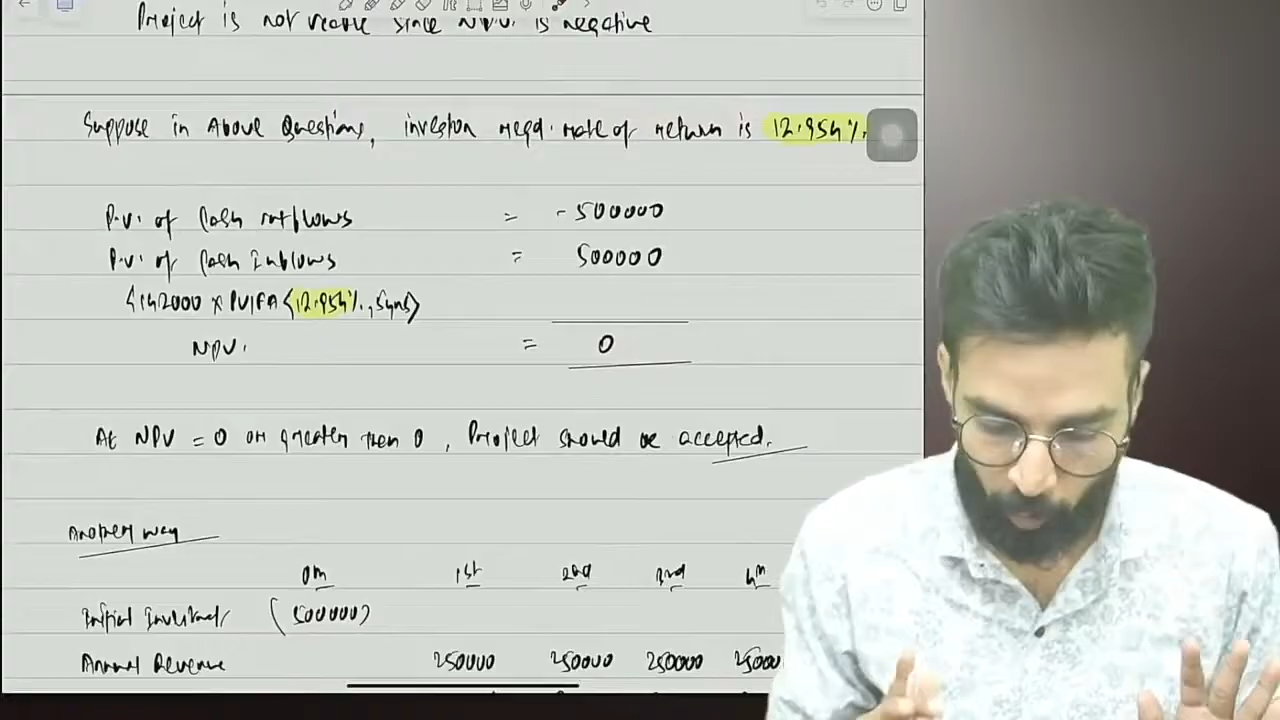 Project is not viable since N.P.V. is negative
Suppose in Above Questions, investor reqd. rate of return is 12.954%.
P.V. of Cash outflows = -500000
P.V. of Cash Inflows = 500000
{142000 x PVIFA <12.954%, 5yrs>
NPV. = 0
At NPV = 0 or greater then 0, Project should be accepted.
Another way
0th 1st 2nd 3rd 4th
Initial Investment (500000)
Annual Revenue 250000 250000 250000 25000